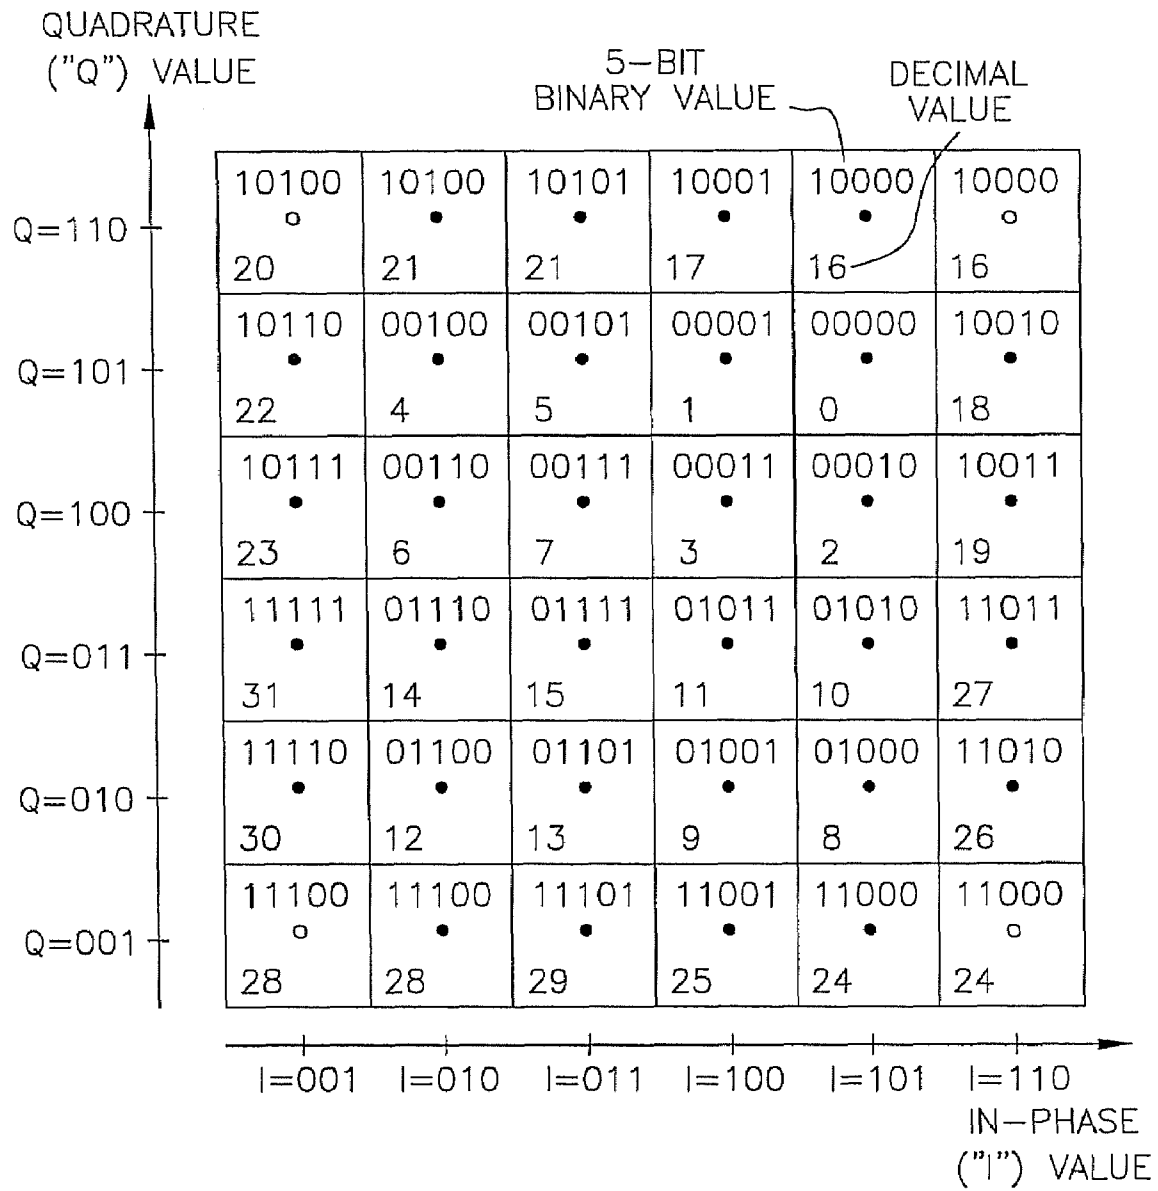 QUADRATURE
("Q") VALUE
5-BIT
BINARY VALUE
DECIMAL
VALUE
10100 10100 10101 10001 10000 10000
Q=110
20 21 21 17 16 16
10110 00100 00101 00001 00000 10010
Q=101
22 4 5 1 0 18
10111 00110 00111 00011 00010 10011
Q=100
23 6 7 3 2 19
11111 01110 01111 01011 01010 11011
Q=011
31 14 15 11 10 27
11110 01100 01101 01001 01000 11010
Q=010
30 12 13 9 8 26
11100 11100 11101 11001 11000 11000
Q=001
28 28 29 25 24 24
I=001 I=010 I=011 I=100 I=101 I=110
IN-PHASE
("I") VALUE